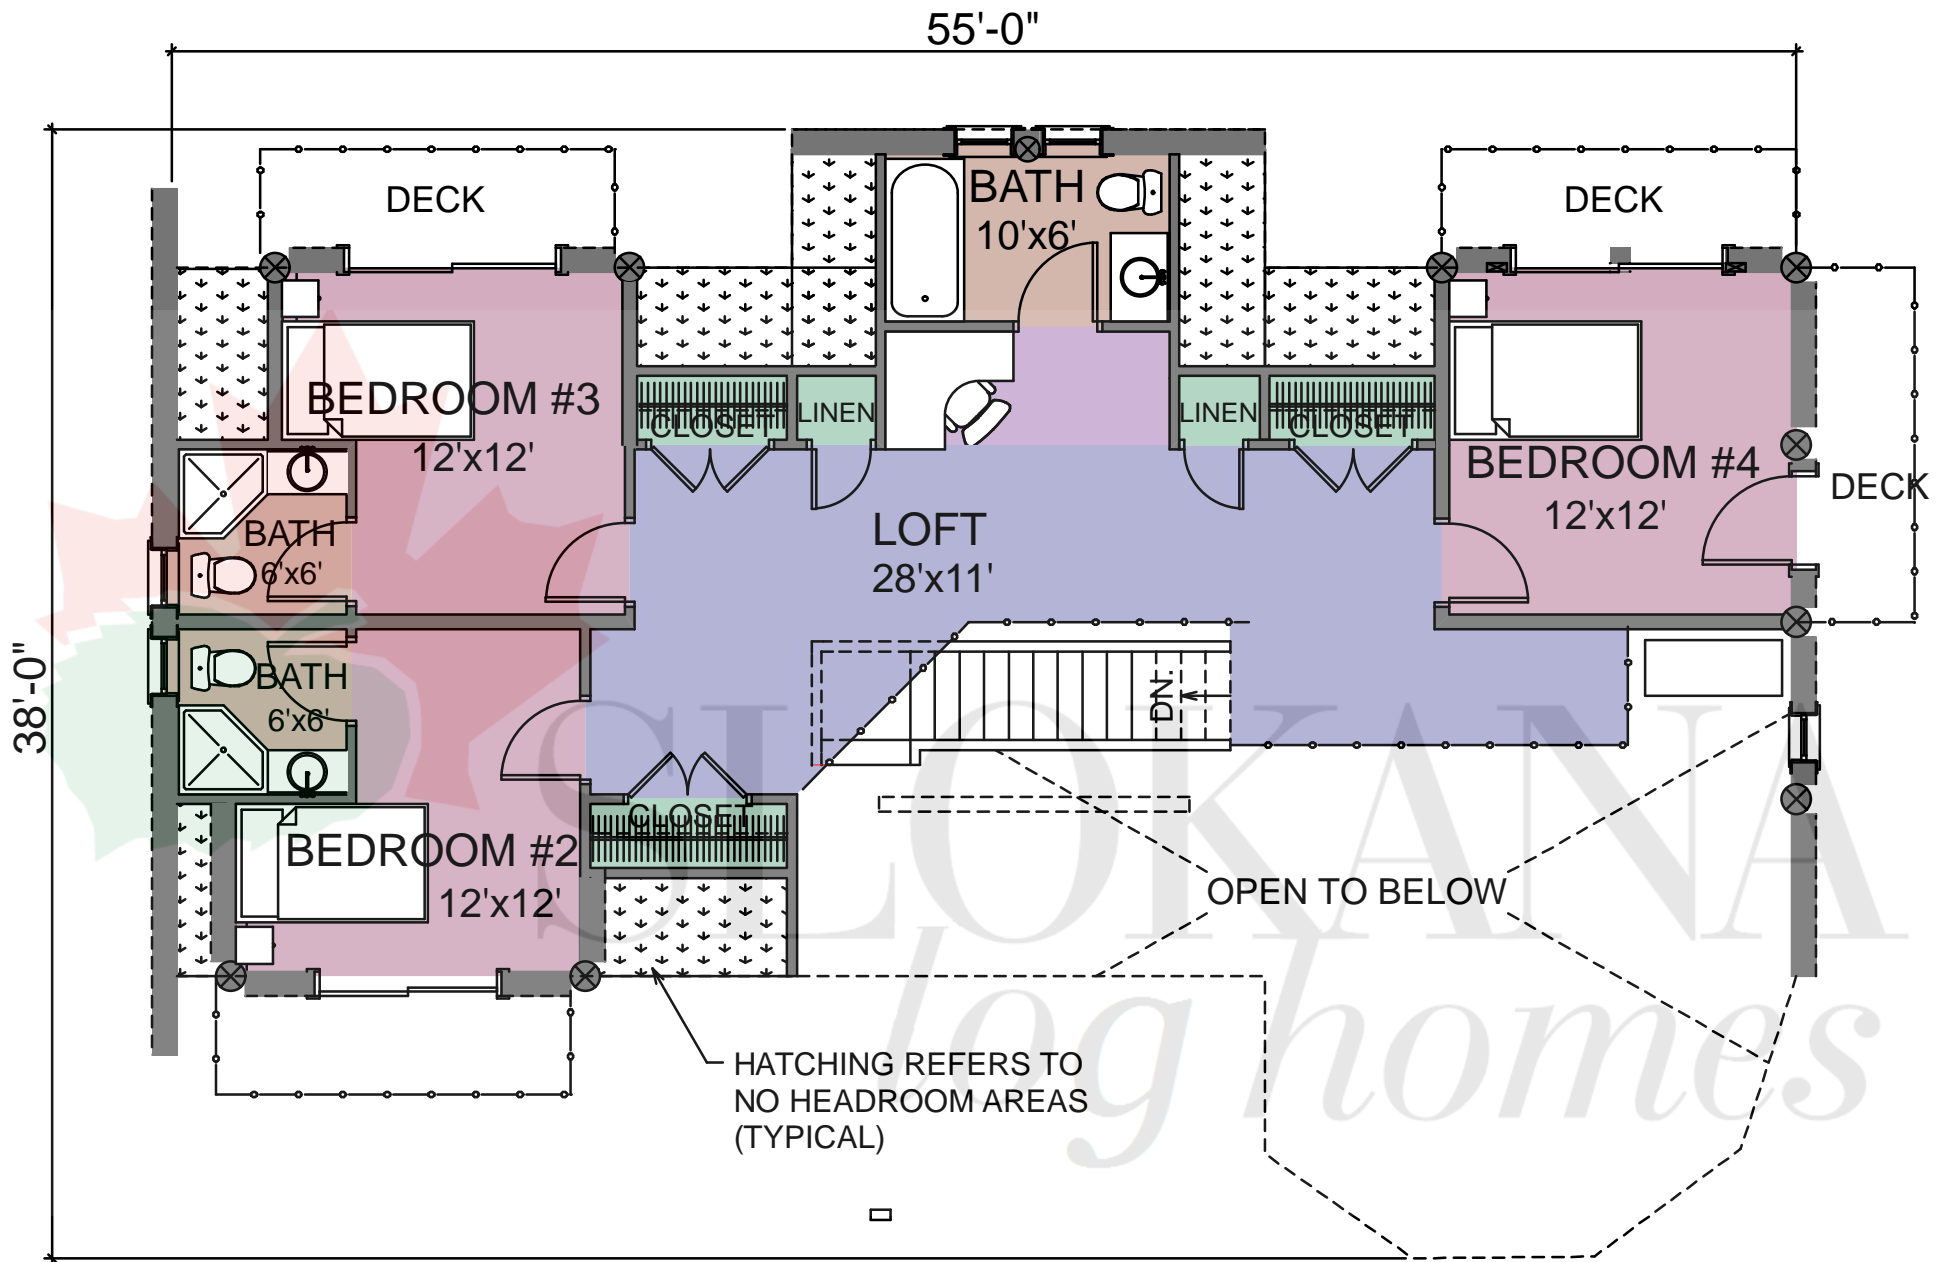 55'-0"
DECK
BATH
10'x6'
DECK
BEDROOM #3
12'x12'
CLOSET
LINEN
LINEN
CLOSET
BEDROOM #4
12'x12'
DECK
BATH
6'x6'
LOFT
28'x11'
BATH
6'x6'
38'-0"
DN.
CLOSET
BEDROOM #2
12'x12'
OPEN TO BELOW
SLOKANA
log homes
HATCHING REFERS TO
NO HEADROOM AREAS
(TYPICAL)